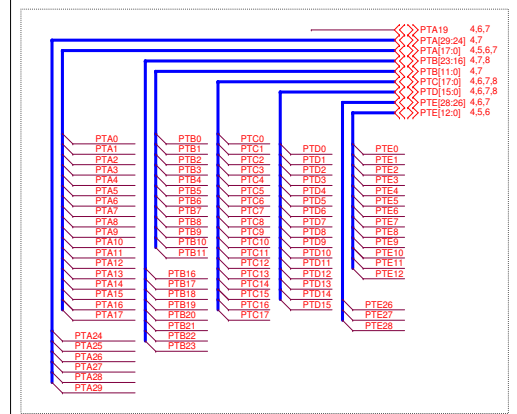 PTA19 4,6,7
PTA[29:24] 4,7
PTA[17:0] 4,5,6,7
PTB[23:16] 4,7,8
PTB[11:0] 4,7
PTC[17:0] 4,6,7,8
PTD[15:0] 4,6,7,8
PTE[28:26] 4,6,7
PTE[12:0] 4,5,6
PTA0
PTA1
PTA2
PTA3
PTA4
PTA5
PTA6
PTA7
PTA8
PTA9
PTA10
PTA11
PTA12
PTA13
PTA14
PTA15
PTA16
PTA17
PTA24
PTA25
PTA26
PTA27
PTA28
PTA29
PTB0
PTB1
PTB2
PTB3
PTB4
PTB5
PTB6
PTB7
PTB8
PTB9
PTB10
PTB11
PTB16
PTB17
PTB18
PTB19
PTB20
PTB21
PTB22
PTB23
PTC0
PTC1
PTC2
PTC3
PTC4
PTC5
PTC6
PTC7
PTC8
PTC9
PTC10
PTC11
PTC12
PTC13
PTC14
PTC15
PTC16
PTC17
PTD0
PTD1
PTD2
PTD3
PTD4
PTD5
PTD6
PTD7
PTD8
PTD9
PTD10
PTD11
PTD12
PTD13
PTD14
PTD15
PTE0
PTE1
PTE2
PTE3
PTE4
PTE5
PTE6
PTE7
PTE8
PTE9
PTE10
PTE11
PTE12
PTE26
PTE27
PTE28